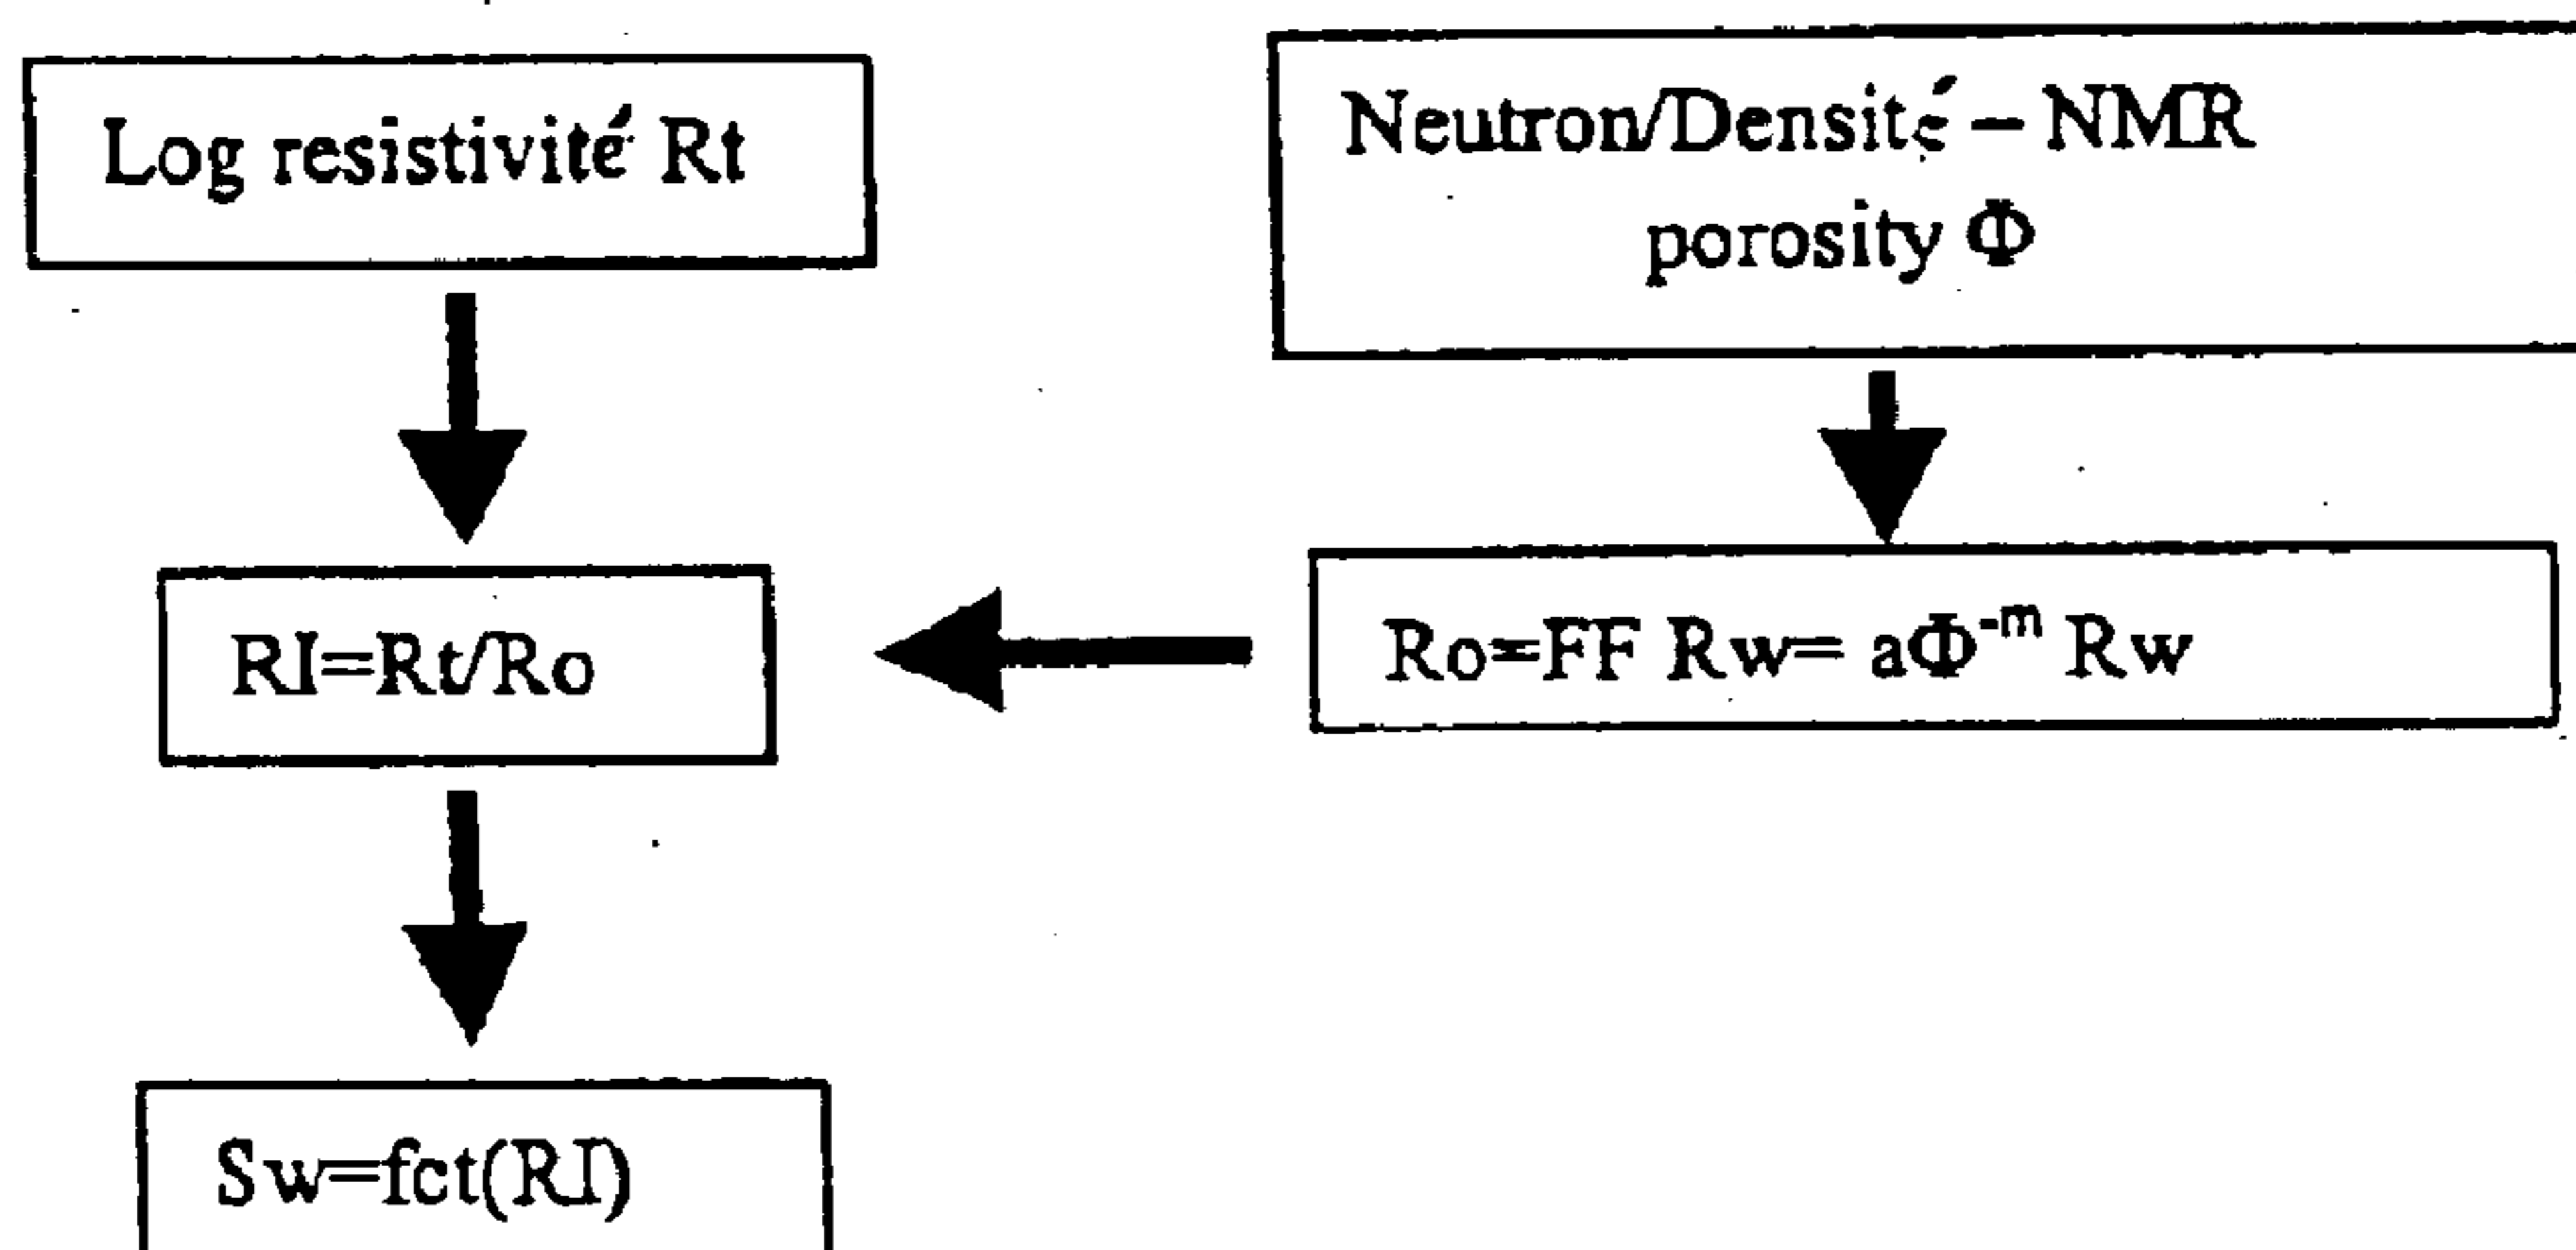 Log resistivité Rt
Neutron/Densité – NMR
porosity Φ
RI=Rt/Ro
Ro=FF Rw= aΦ⁻ᵐ Rw
Sw=fct(RI)